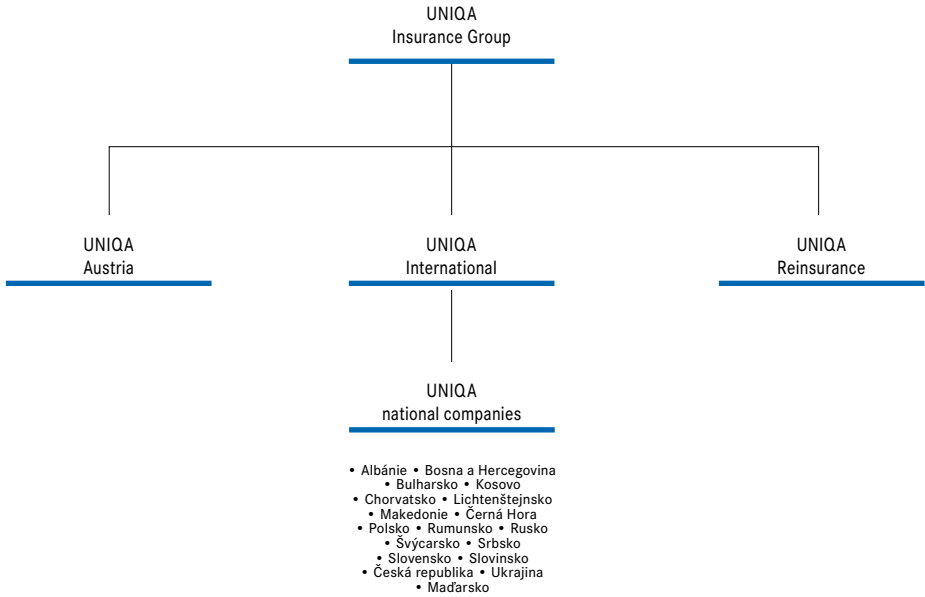 UNIQA
Insurance Group
UNIQA
Austria
UNIQA
International
UNIQA
Reinsurance
UNIQA
national companies
• Albánie • Bosna a Hercegovina
• Bulharsko • Kosovo
• Chorvatsko • Lichtenštejnsko
• Makedonie • Černá Hora
• Polsko • Rumunsko • Rusko
• Švýcarsko • Srbsko
• Slovensko • Slovinsko
• Česká republika • Ukrajina
• Maďarsko